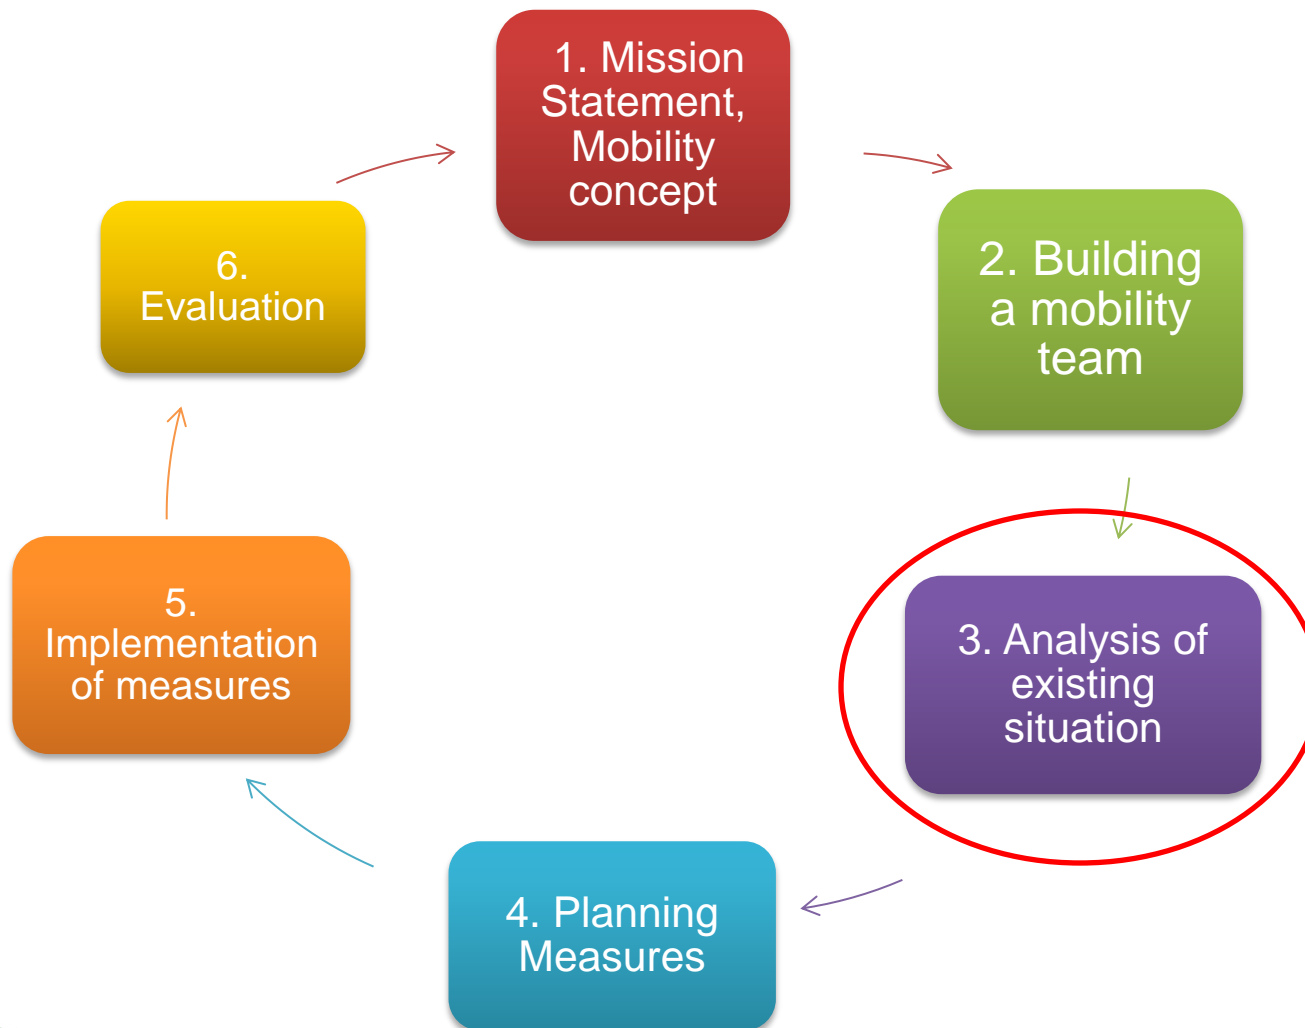 1. Mission
Statement,
Mobility
concept
2. Building
a mobility
team
3. Analysis of
existing
situation
4. Planning
Measures
5.
Implementation
of measures
6.
Evaluation